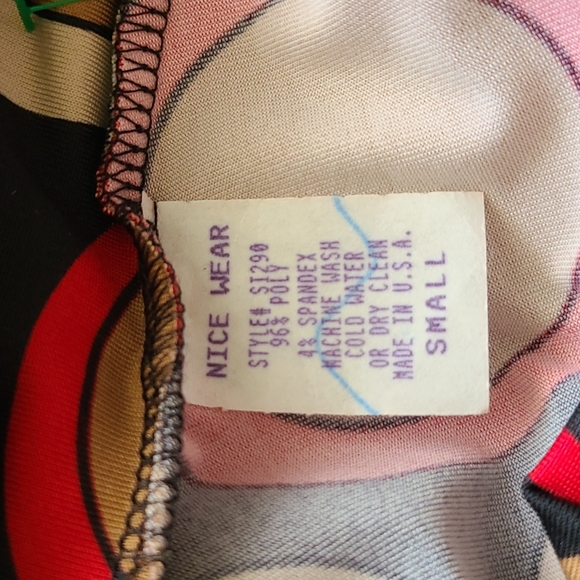 NICE WEAR
STYLE# S1290
96% POLY
4% SPANDEX
MACHINE WASH
COLD WATER
OR DRY CLEAN
MADE IN U.S.A.
SMALL